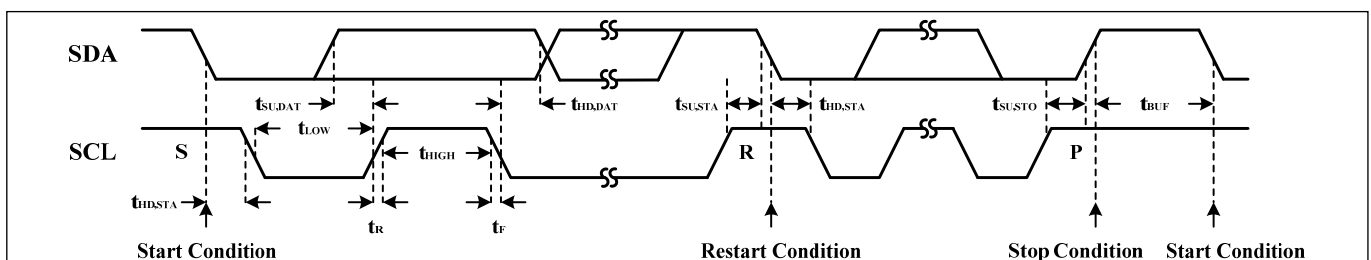 SDA
tSU,DAT tHD,DAT tSU,STA tHD,STA tSU,STO tBUF
tLOW
SCL S tHIGH R P
tHD,STA
tR tF
Start Condition Restart Condition Stop Condition Start Condition